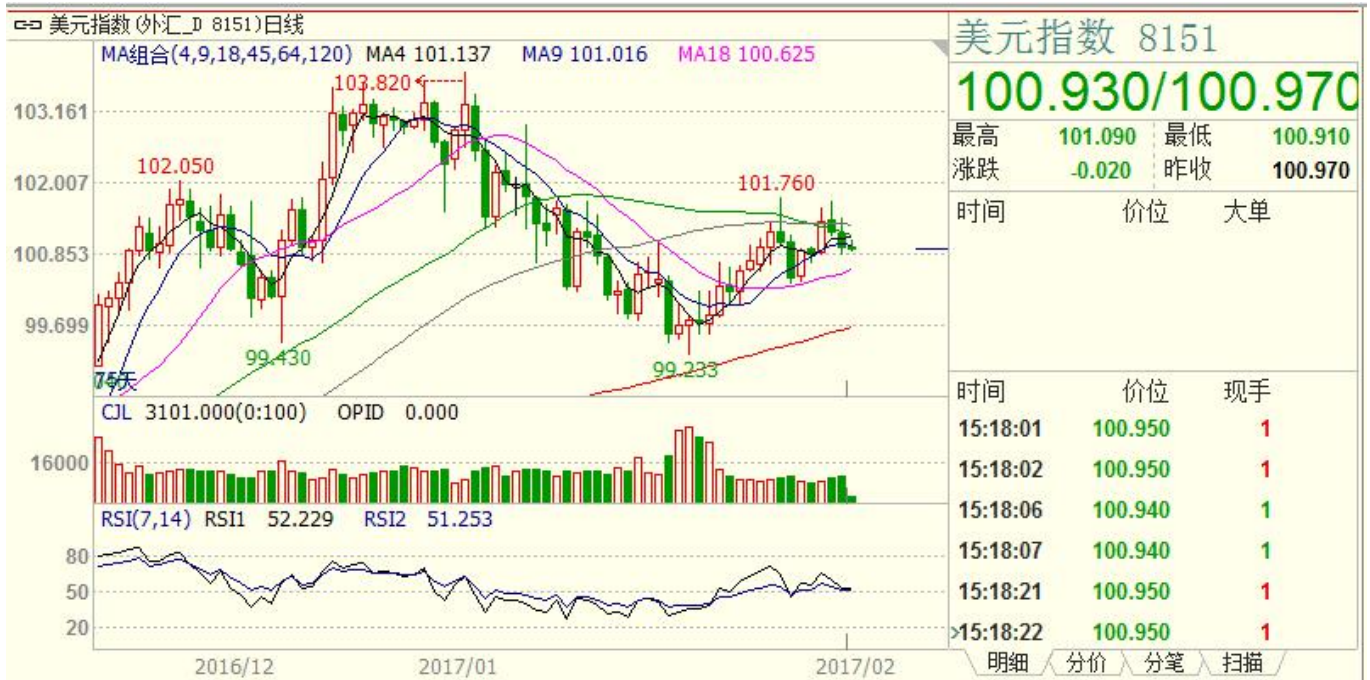 美元指数(外汇_D 8151)日线
MA组合(4,9,18,45,64,120) MA4 101.137 MA9 101.016 MA18 100.625
103.820
103.161
102.050
102.007
101.760
100.853
99.699
99.430
99.233
75天
CJL 3101.000(0:100) OPID 0.000
16000
RSI(7,14) RSI1 52.229 RSI2 51.253
80
50
20
2016/12 2017/01 2017/02
美元指数 8151
100.930/100.970
最高 101.090 最低 100.910
涨跌 -0.020 昨收 100.970
时间 价位 大单
时间 价位 现手
15:18:01 100.950 1
15:18:02 100.950 1
15:18:06 100.940 1
15:18:07 100.940 1
15:18:21 100.950 1
>15:18:22 100.950 1
明细 分价 分笔 扫描